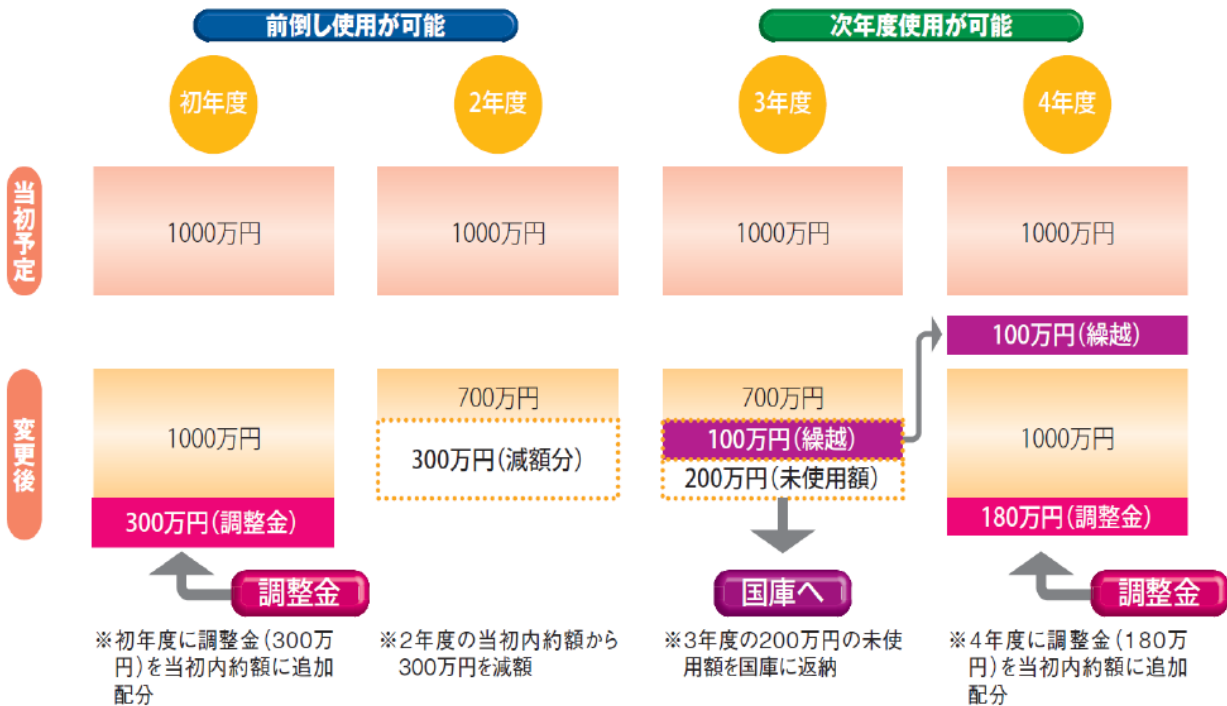 前倒し使用が可能
次年度使用が可能
初年度
2年度
3年度
4年度
当初予定
1000万円
1000万円
1000万円
1000万円
100万円(繰越)
変更後
1000万円
300万円(調整金)
700万円
300万円(減額分)
700万円
100万円(繰越)
200万円(未使用額)
1000万円
180万円(調整金)
調整金
国庫へ
調整金
※初年度に調整金(300万
円)を当初内約額に追加
配分
※2年度の当初内約額から
300万円を減額
※3年度の200万円の未使
用額を国庫に返納
※4年度に調整金(180万
円)を当初内約額に追加
配分